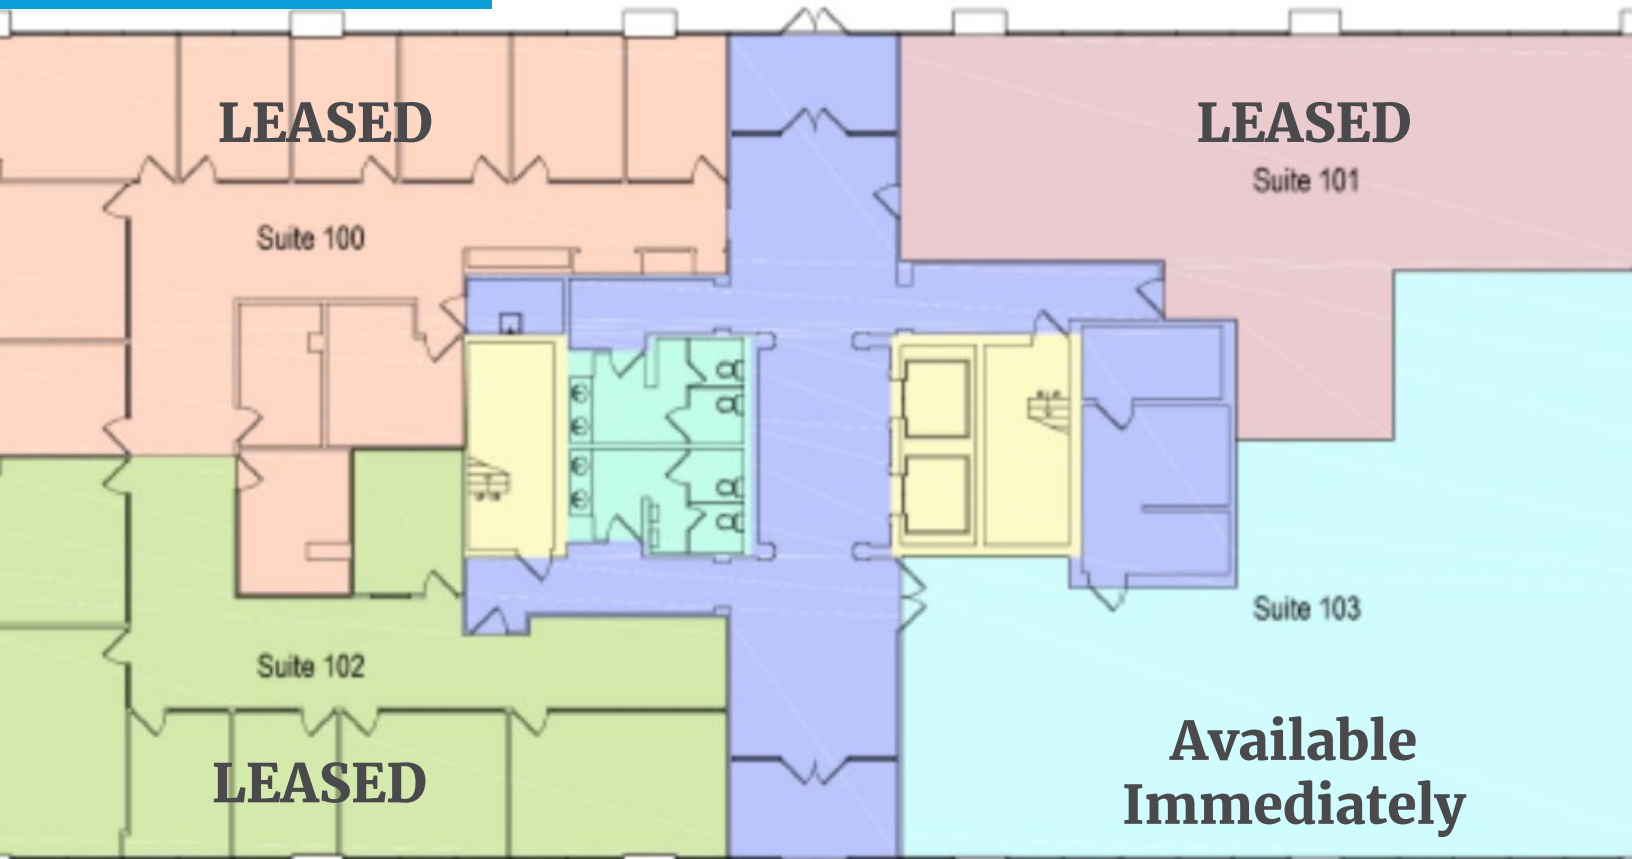 LEASED
LEASED
Suite 101
Suite 100
Suite 103
Suite 102
Available
Immediately
LEASED